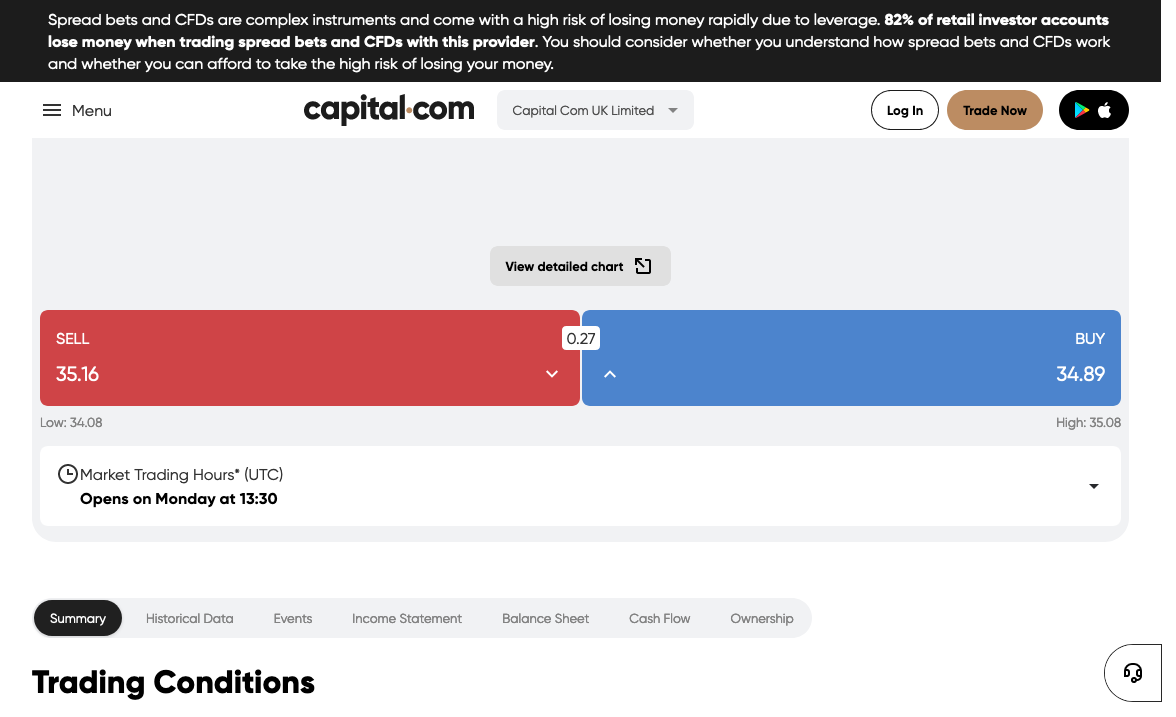 Spread bets and CFDs are complex instruments and come with a high risk of losing money rapidly due to leverage. 82% of retail investor accounts
lose money when trading spread bets and CFDs with this provider. You should consider whether you understand how spread bets and CFDs work
and whether you can afford to take the high risk of losing your money.
Menu
capital.com
Capital Com UK Limited
Log In
Trade Now
View detailed chart
SELL
0.27
BUY
35.16
34.89
Low: 34.08
High: 35.08
Market Trading Hours* (UTC)
Opens on Monday at 13:30
Summary
Historical Data
Events
Income Statement
Balance Sheet
Cash Flow
Ownership
Trading Conditions